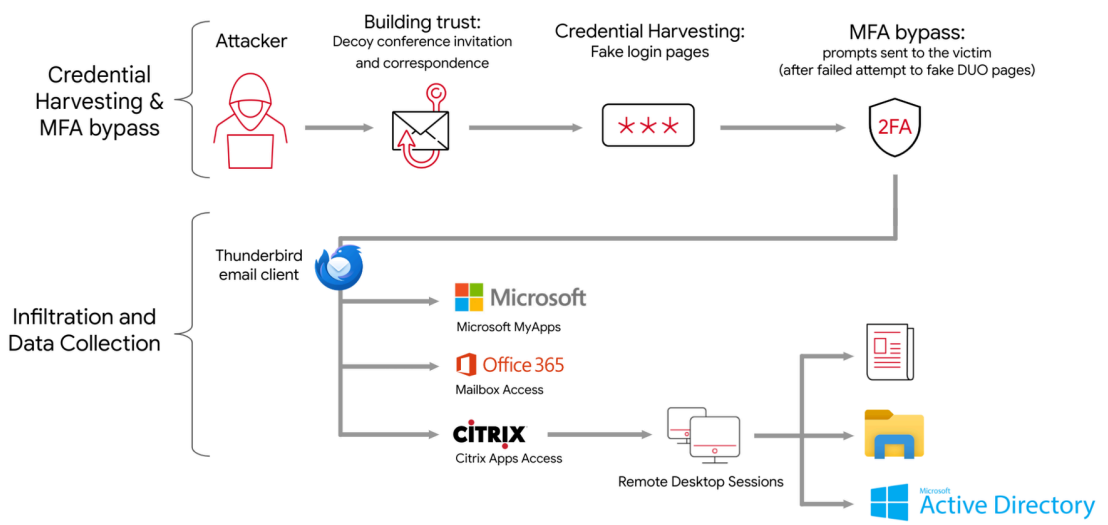 Credential
Harvesting &
MFA bypass
Attacker
Building trust:
Decoy conference invitation
and correspondence
Credential Harvesting:
Fake login pages
***
MFA bypass:
prompts sent to the victim
(after failed attempt to fake DUO pages)
2FA
Infiltration and
Data Collection
Thunderbird
email client
Microsoft
Microsoft MyApps
Office 365
Mailbox Access
CİTRIX
Citrix Apps Access
Remote Desktop Sessions
Microsoft
Active Directory